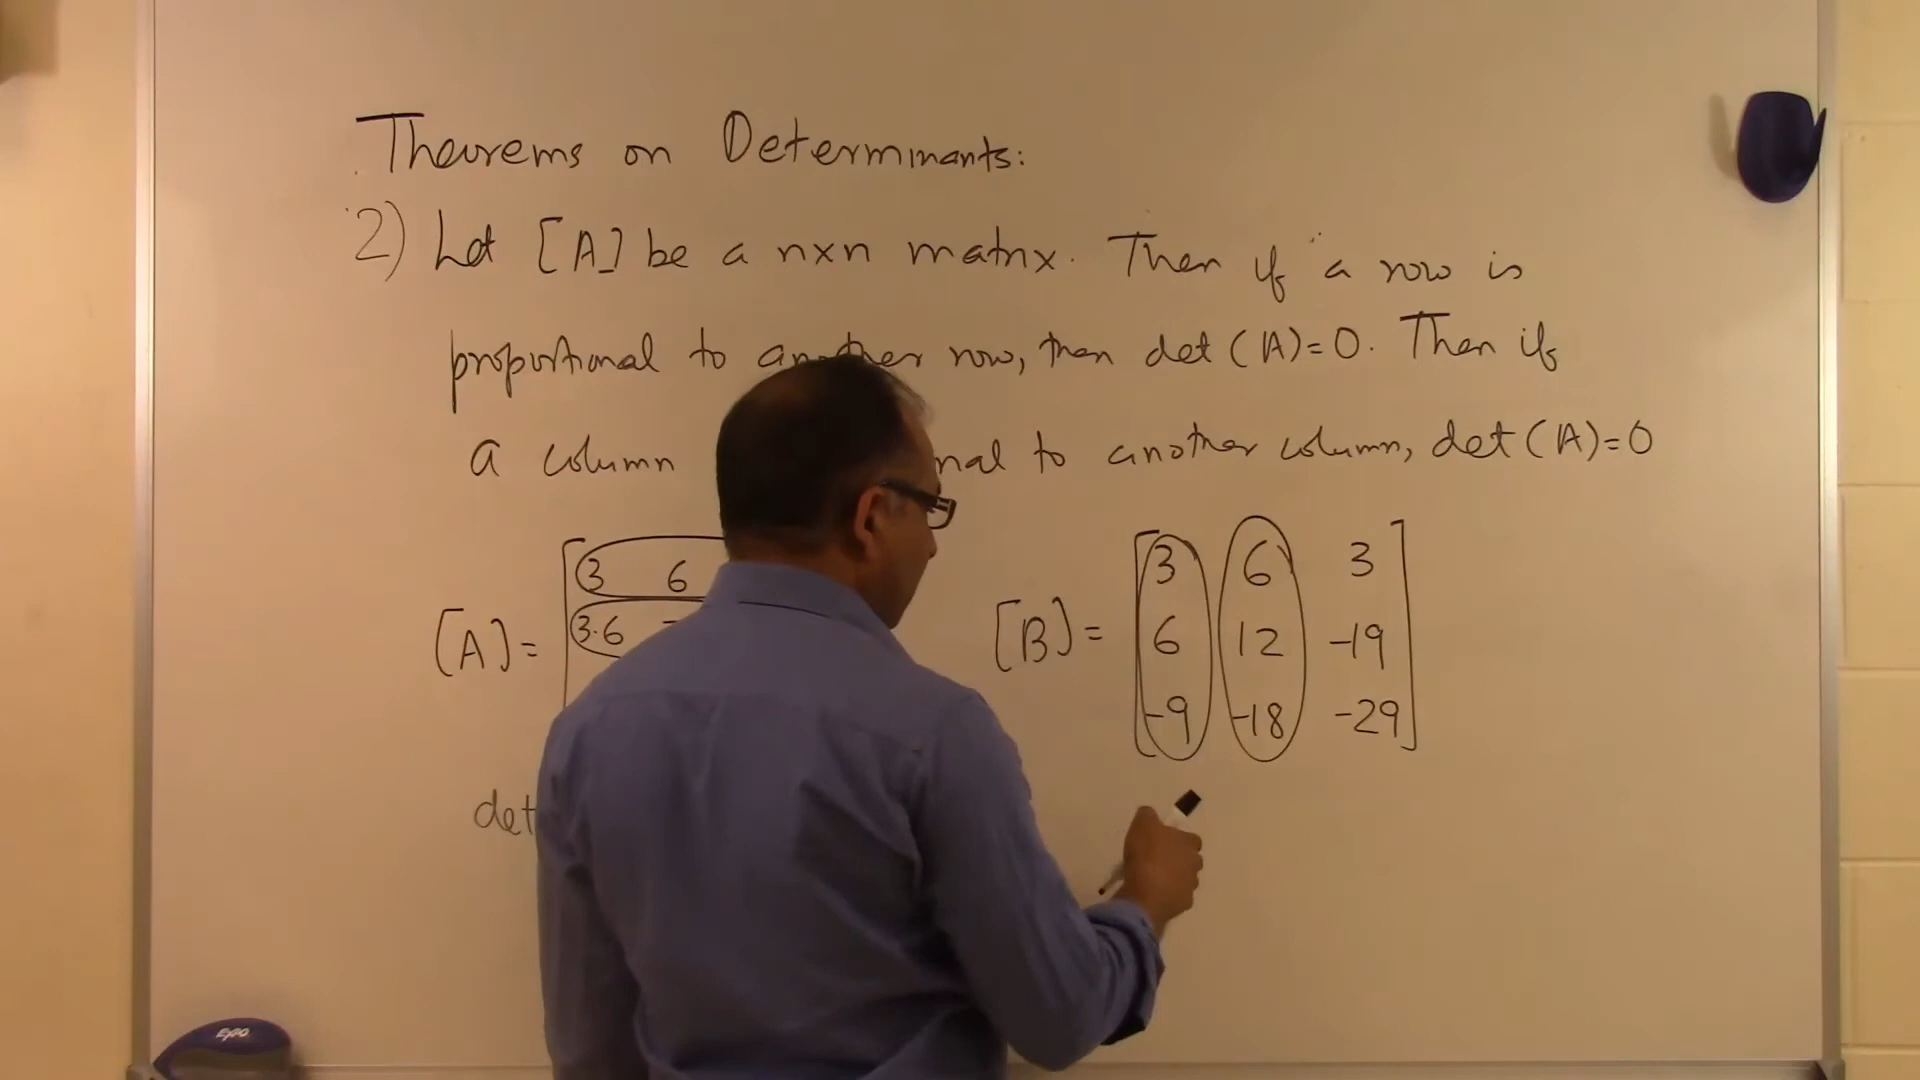 Theorems on Determinants:
2) Let [A] be a nxn matrix. Then if a row is
proportional to another row, then det (A)=0. Then if
a column nal to another column, det (A)=0
[A]= [3 6
3.6
[B]= [3 6 3
6 12 -19
-9 -18 -29]
det
EXPO